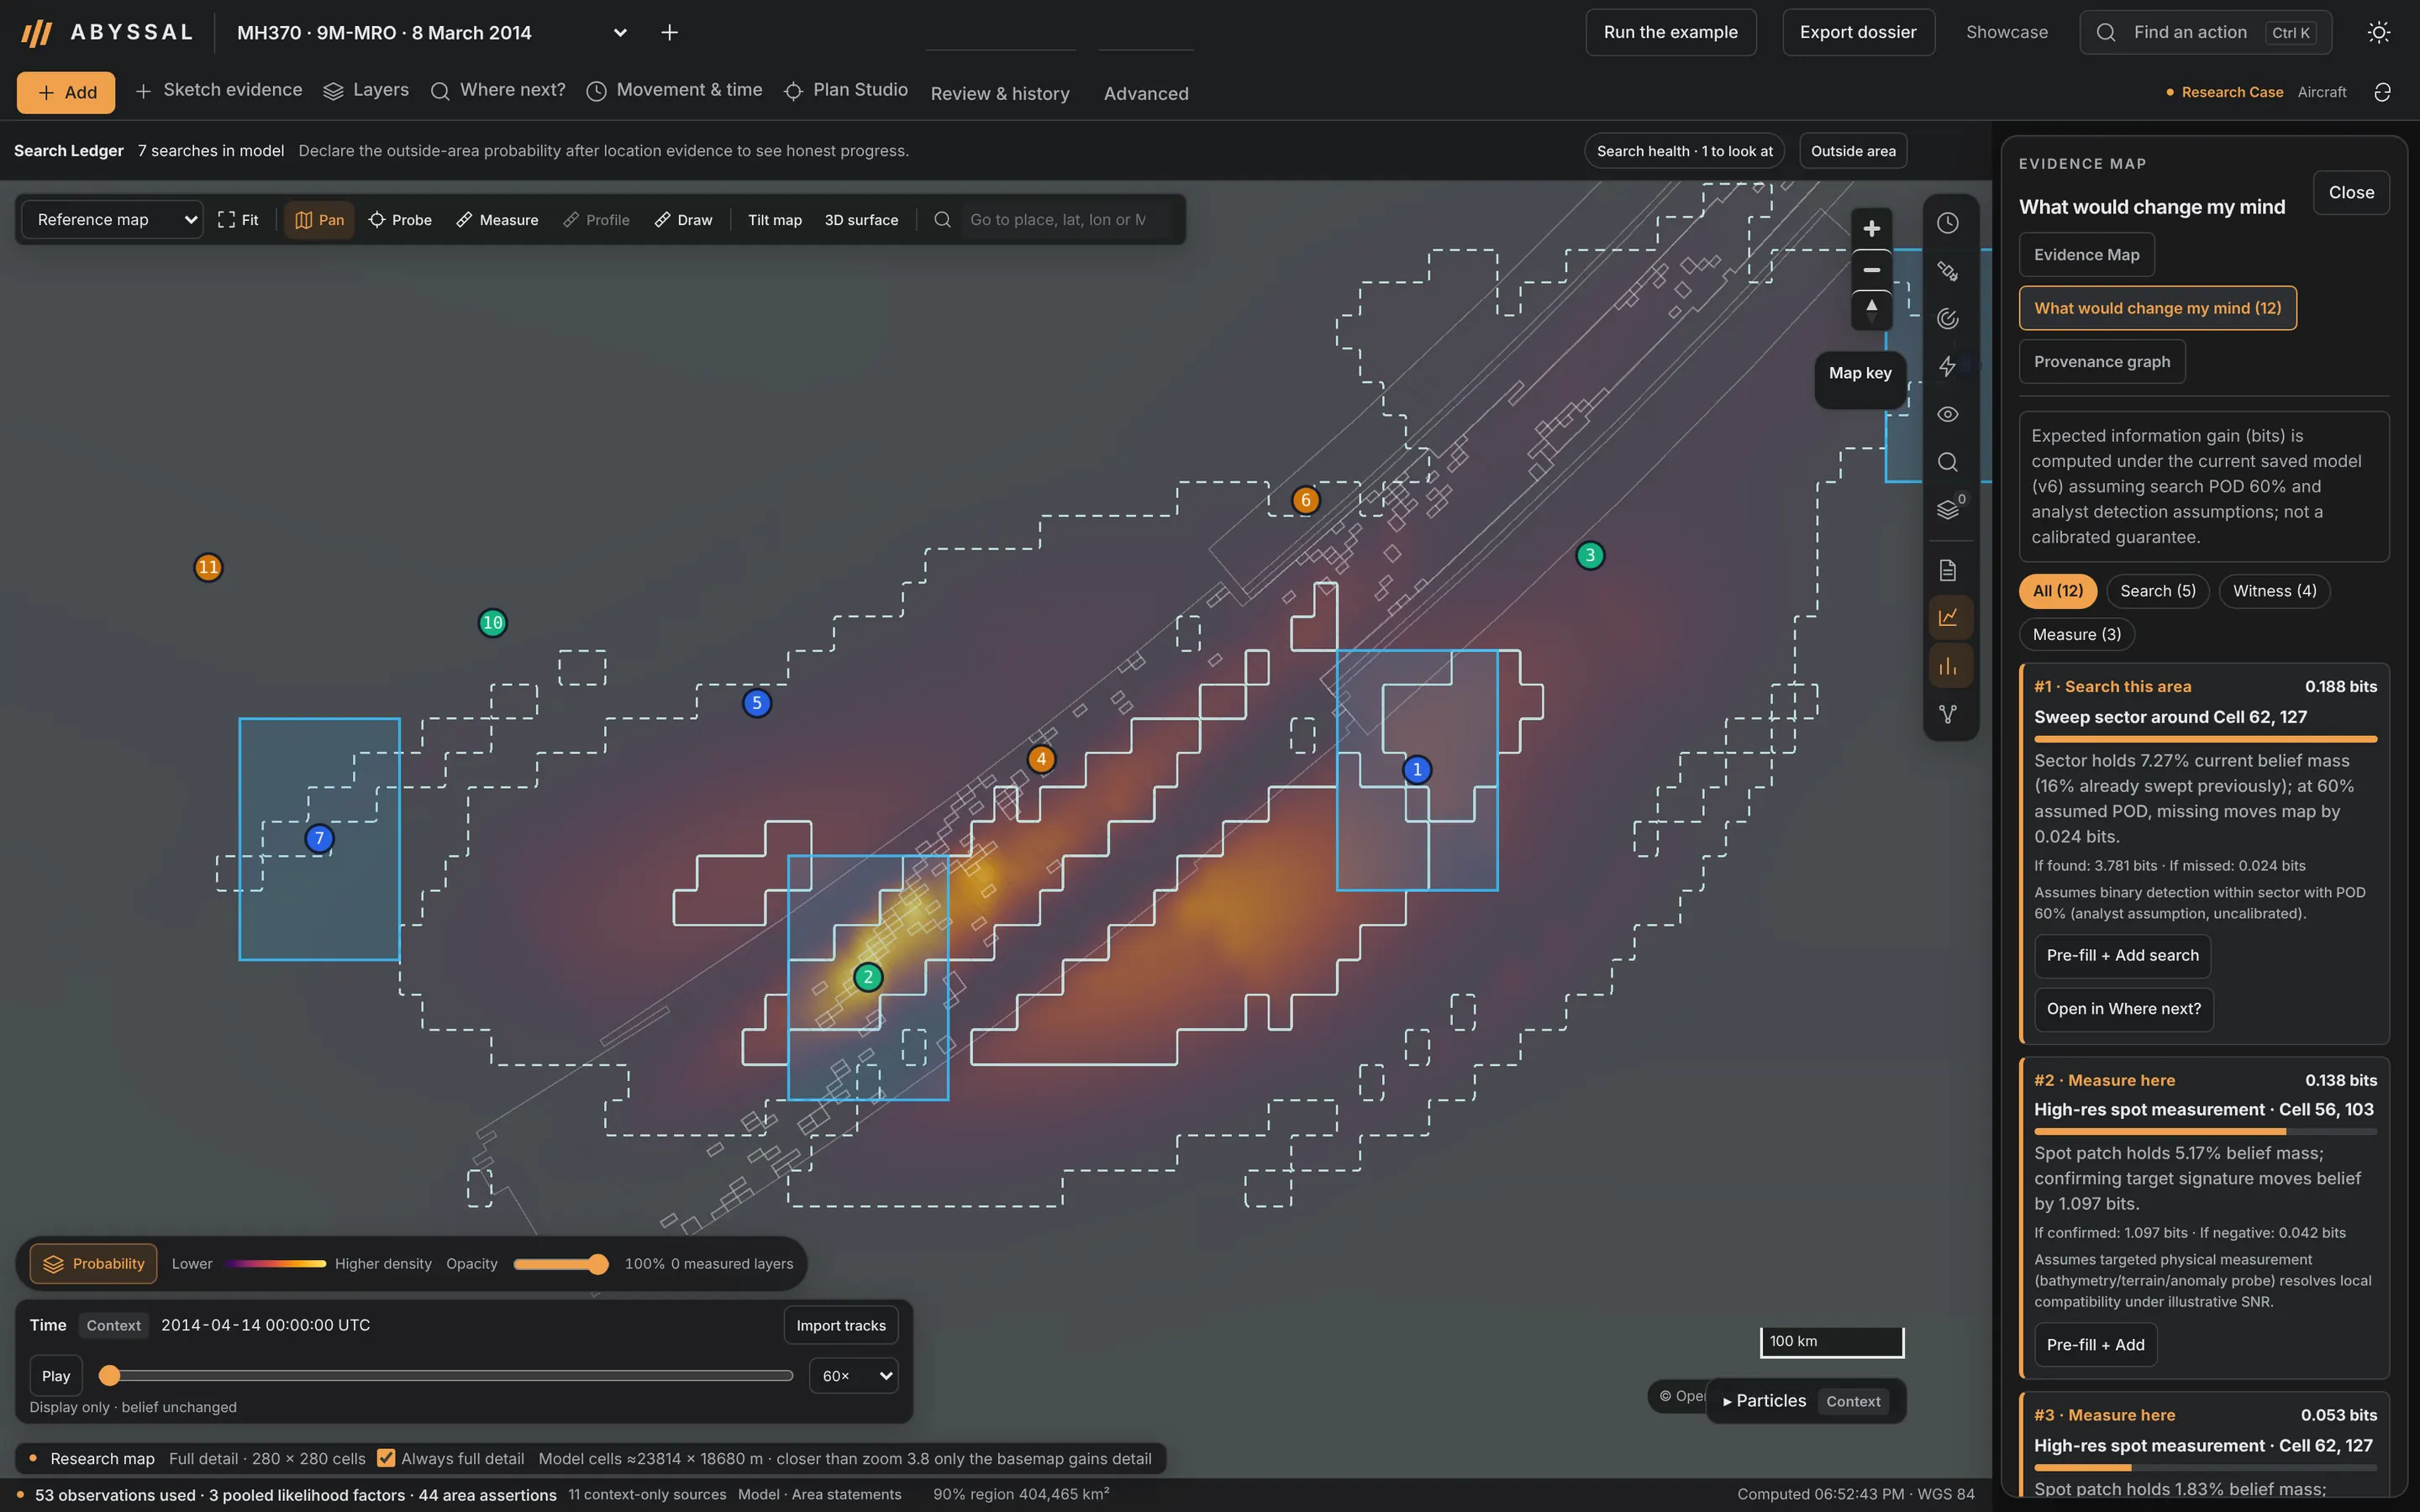 ABYSSAL
MH370 · 9M-MRO · 8 March 2014
Run the example
Export dossier
Showcase
Find an action
Ctrl K
Add
Sketch evidence
Layers
Where next?
Movement & time
Plan Studio
Review & history
Advanced
Research Case
Aircraft
Search Ledger
7 searches in model
Declare the outside-area probability after location evidence to see honest progress.
Search health · 1 to look at
Outside area
Reference map
Fit
Pan
Probe
Measure
Profile
Draw
Tilt map
3D surface
Go to place, lat, lon or M
Map key
0
6
3
11
10
5
4
1
7
2
Probability
Lower
Higher density
Opacity
100%
0 measured layers
Time
Context
2014-04-14 00:00:00 UTC
Import tracks
Play
60×
Display only · belief unchanged
100 km
© Oper
▸ Particles
Context
Research map
Full detail · 280 × 280 cells
Always full detail
Model cells ≈23814 × 18680 m · closer than zoom 3.8 only the basemap gains detail
53 observations used · 3 pooled likelihood factors · 44 area assertions
11 context-only sources
Model · Area statements
90% region 404,465 km²
Computed 06:52:43 PM · WGS 84
EVIDENCE MAP
What would change my mind
Close
Evidence Map
What would change my mind (12)
Provenance graph
Expected information gain (bits) is
computed under the current saved model
(v6) assuming search POD 60% and
analyst detection assumptions; not a
calibrated guarantee.
All (12)
Search (5)
Witness (4)
Measure (3)
#1 · Search this area
0.188 bits
Sweep sector around Cell 62, 127
Sector holds 7.27% current belief mass
(16% already swept previously); at 60%
assumed POD, missing moves map by
0.024 bits.
If found: 3.781 bits · If missed: 0.024 bits
Assumes binary detection within sector with POD
60% (analyst assumption, uncalibrated).
Pre-fill + Add search
Open in Where next?
#2 · Measure here
0.138 bits
High-res spot measurement · Cell 56, 103
Spot patch holds 5.17% belief mass;
confirming target signature moves belief
by 1.097 bits.
If confirmed: 1.097 bits · If negative: 0.042 bits
Assumes targeted physical measurement
(bathymetry/terrain/anomaly probe) resolves local
compatibility under illustrative SNR.
Pre-fill + Add
#3 · Measure here
0.053 bits
High-res spot measurement · Cell 62, 127
Spot patch holds 1.83% belief mass;